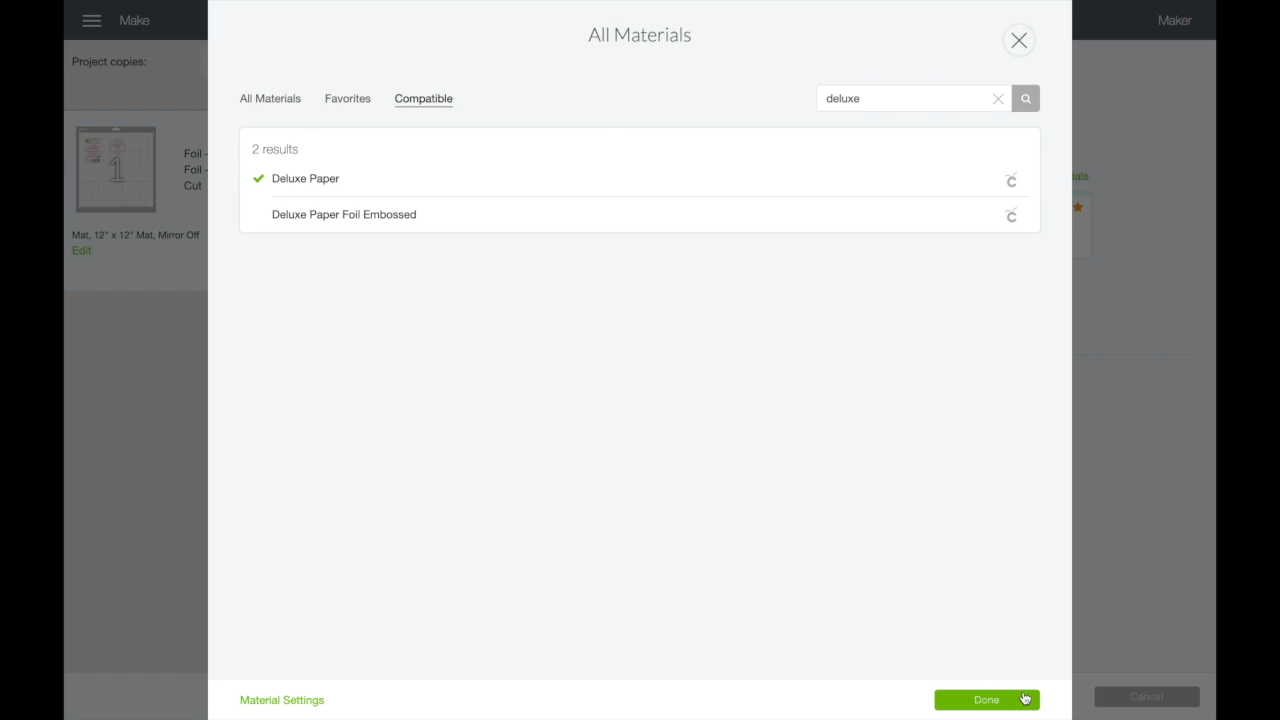 Make
All Materials
Maker
Project copies:
All Materials
Favorites
Compatible
deluxe
2 results
Deluxe Paper
Deluxe Paper Foil Embossed
Foil -
Foil -
Cut
Mat, 12" x 12" Mat, Mirror Off
Edit
Material Settings
Done
Cancel